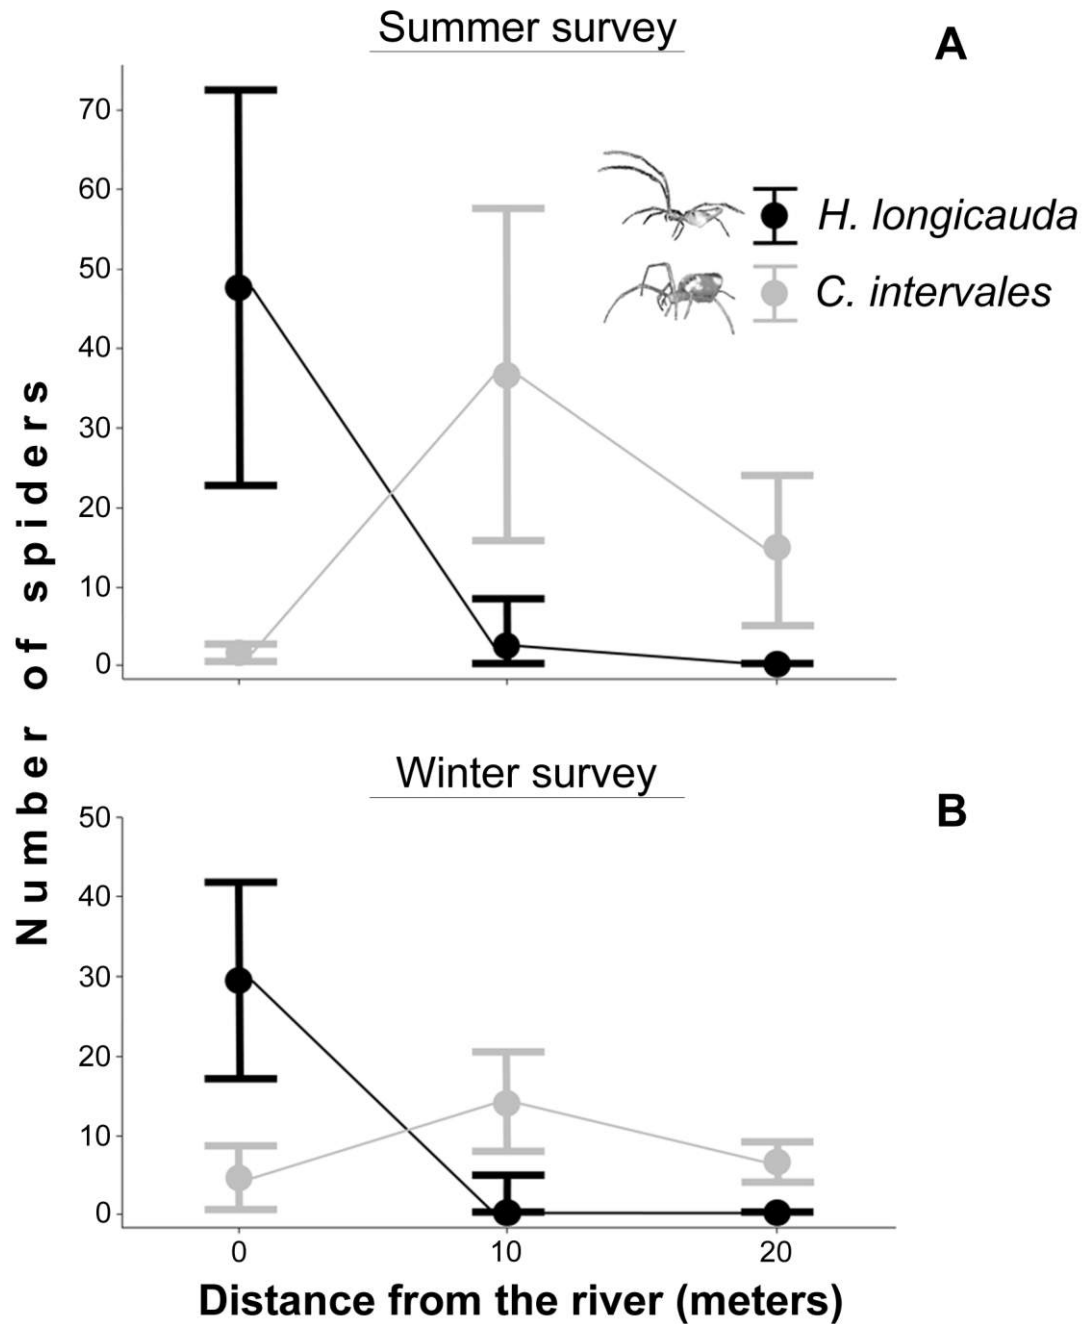 Summer survey
A
70
60
50
40
30
20
10
0
H. longicauda
C. intervales
Number of spiders
Winter survey
B
50
40
30
20
10
0
0 10 20
Distance from the river (meters)